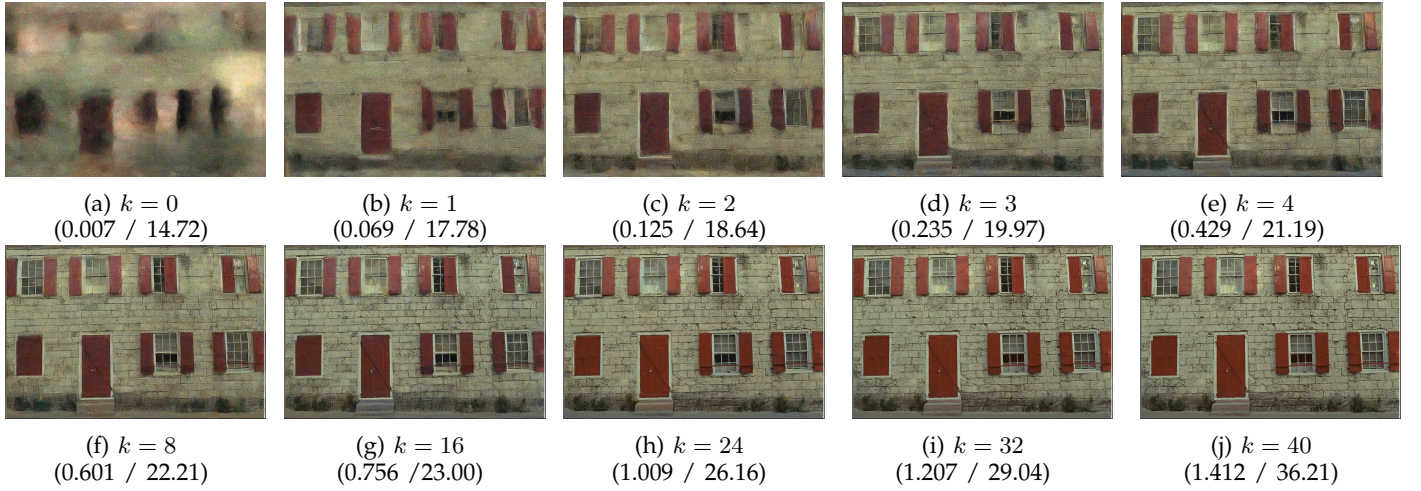 (a) k = 0
(0.007 / 14.72)
(b) k = 1
(0.069 / 17.78)
(c) k = 2
(0.125 / 18.64)
(d) k = 3
(0.235 / 19.97)
(e) k = 4
(0.429 / 21.19)
(f) k = 8
(0.601 / 22.21)
(g) k = 16
(0.756 /23.00)
(h) k = 24
(1.009 / 26.16)
(i) k = 32
(1.207 / 29.04)
(j) k = 40
(1.412 / 36.21)